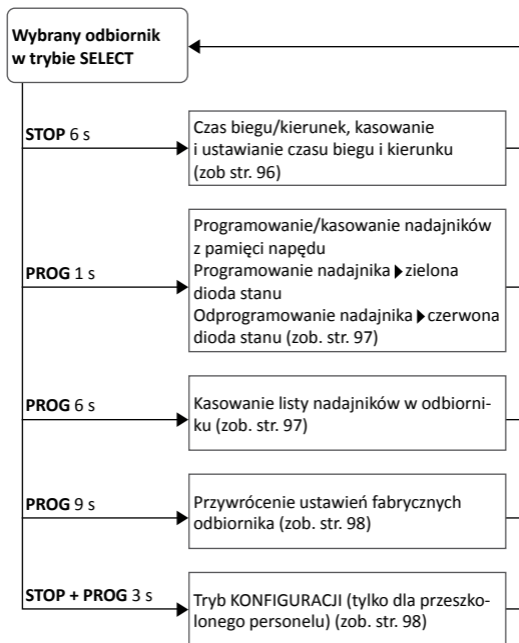 Wybrany odbiornik
w trybie SELECT
STOP 6 s
Czas biegu/kierunek, kasowanie
i ustawianie czasu biegu i kierunku
(zob str. 96)
PROG 1 s
Programowanie/kasowanie nadajników
z pamięci napędu
Programowanie nadajnika ▶ zielona
dioda stanu
Odprogramowanie nadajnika ▶ czerwona
dioda stanu (zob. str. 97)
PROG 6 s
Kasowanie listy nadajników w odbiorni-
ku (zob. str. 97)
PROG 9 s
Przywrócenie ustawień fabrycznych
odbiornika (zob. str. 98)
STOP + PROG 3 s
Tryb KONFIGURACJI (tylko dla przeszko-
lonego personelu) (zob. str. 98)